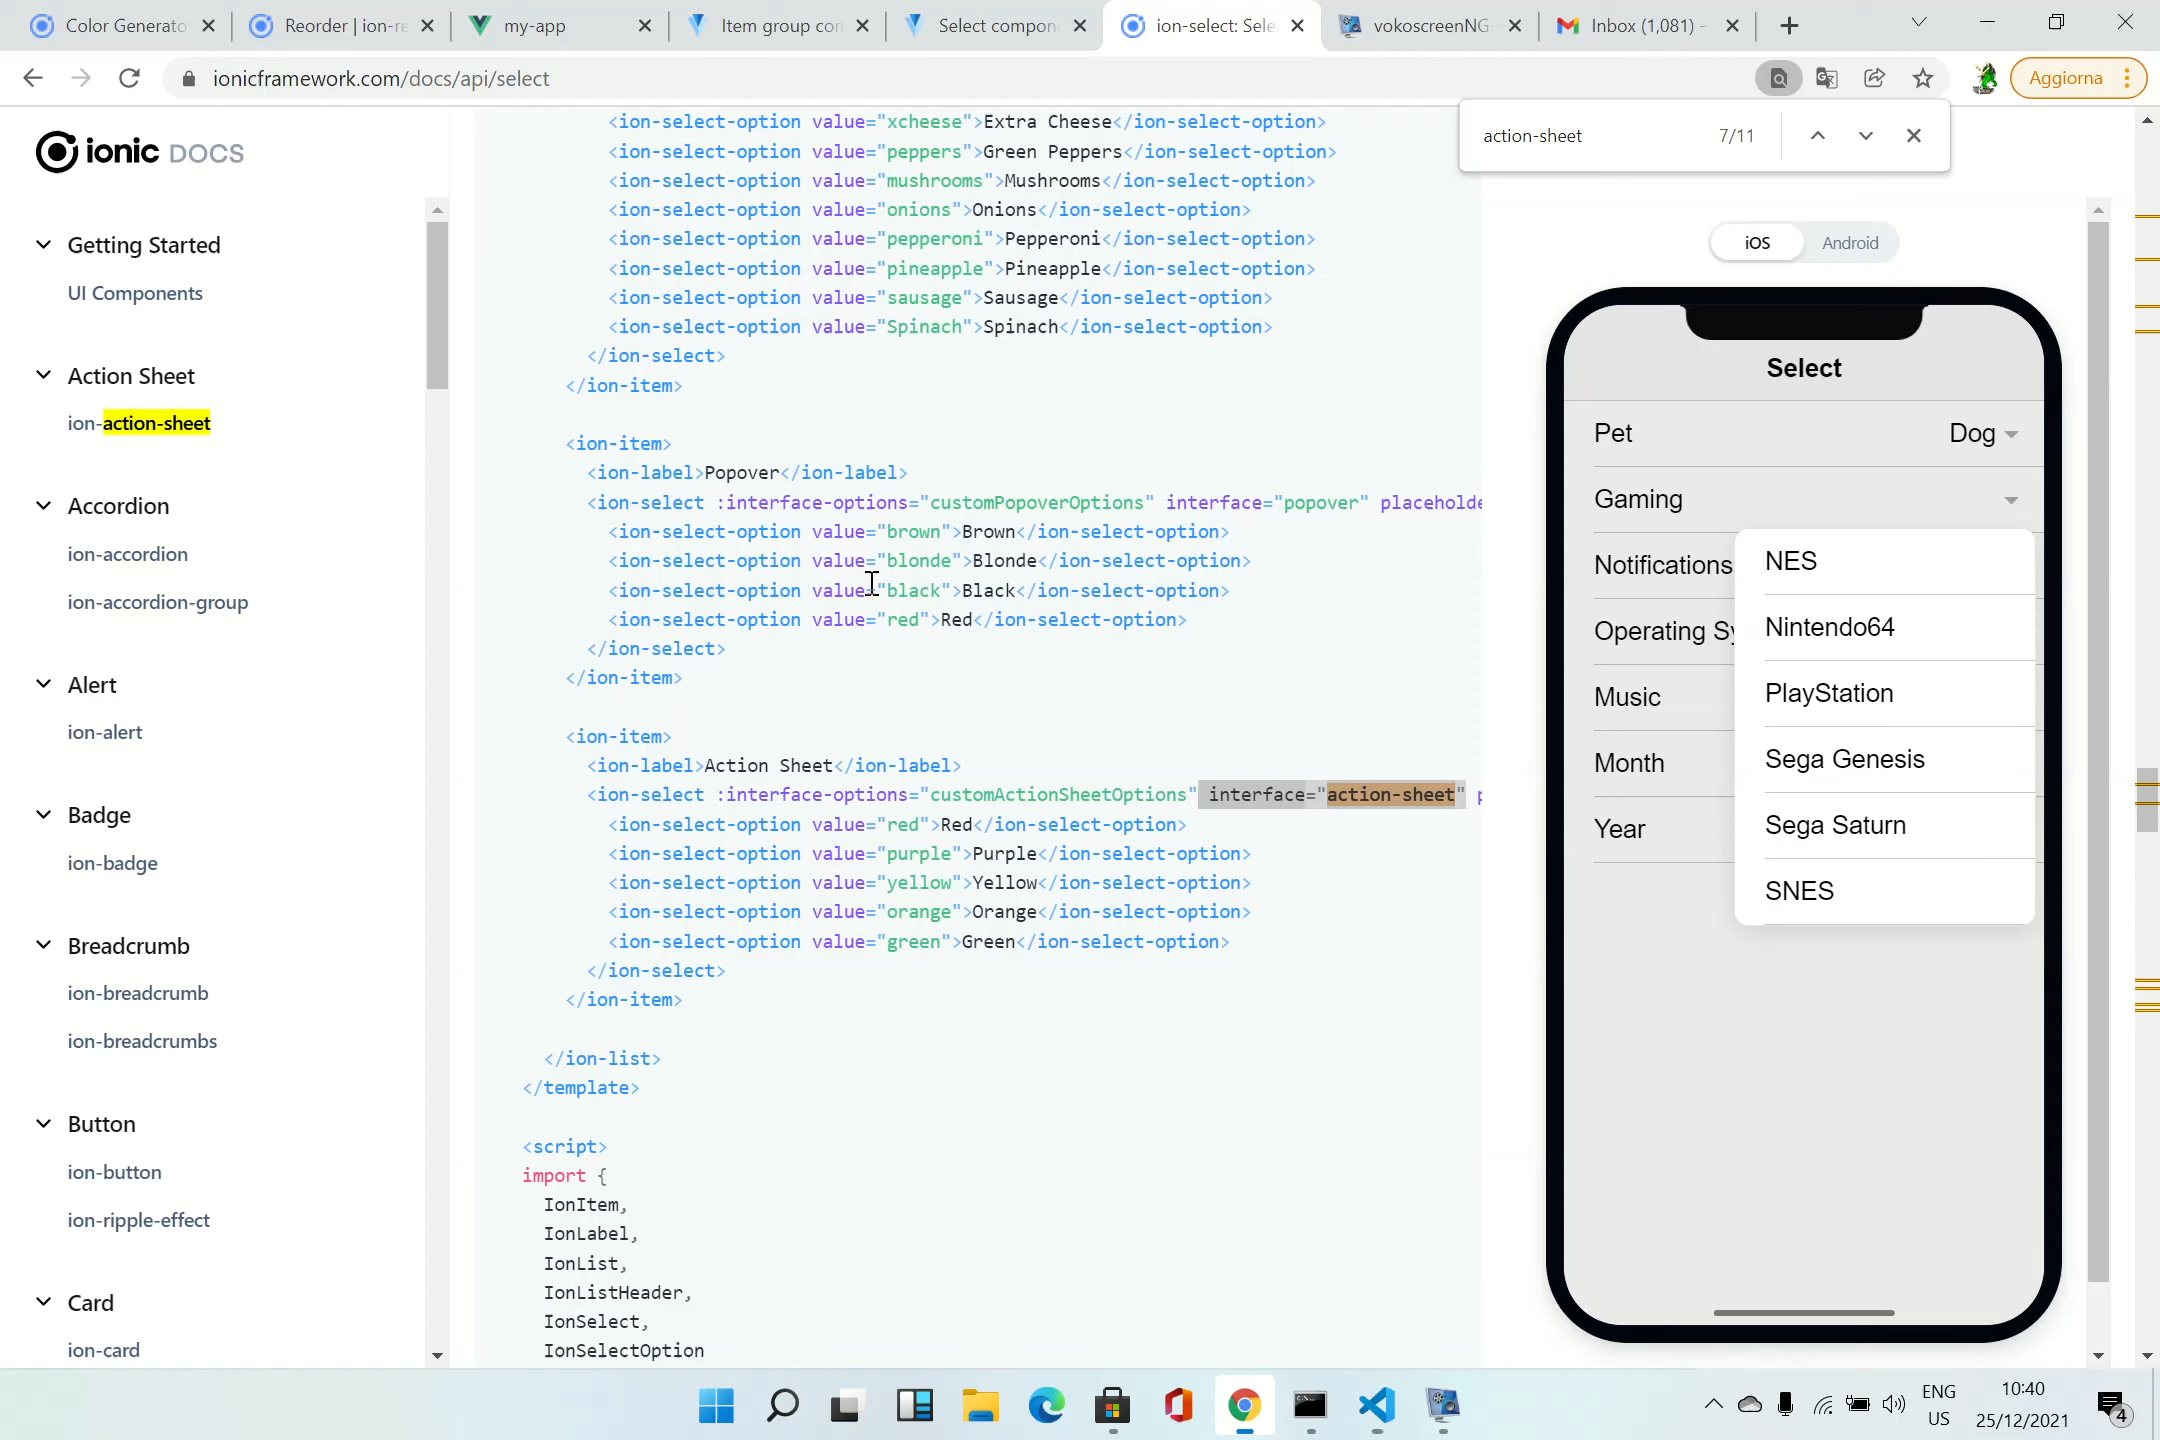 Color Generato
Reorder | ion-re
my-app
Item group con
Select compon
ion-select: Sele
vokoscreenNG
Inbox (1,081) -
ionicframework.com/docs/api/select
Aggiorna
action-sheet 7/11
ionic DOCS
Getting Started
UI Components
Action Sheet
ion-action-sheet
Accordion
ion-accordion
ion-accordion-group
Alert
ion-alert
Badge
ion-badge
Breadcrumb
ion-breadcrumb
ion-breadcrumbs
Button
ion-button
ion-ripple-effect
Card
ion-card
<ion-select-option value="xcheese">Extra Cheese</ion-select-option>
<ion-select-option value="peppers">Green Peppers</ion-select-option>
<ion-select-option value="mushrooms">Mushrooms</ion-select-option>
<ion-select-option value="onions">Onions</ion-select-option>
<ion-select-option value="pepperoni">Pepperoni</ion-select-option>
<ion-select-option value="pineapple">Pineapple</ion-select-option>
<ion-select-option value="sausage">Sausage</ion-select-option>
<ion-select-option value="Spinach">Spinach</ion-select-option>
</ion-select>
</ion-item>
<ion-item>
<ion-label>Popover</ion-label>
<ion-select :interface-options="customPopoverOptions" interface="popover" placeholde
<ion-select-option value="brown">Brown</ion-select-option>
<ion-select-option value="blonde">Blonde</ion-select-option>
<ion-select-option value="black">Black</ion-select-option>
<ion-select-option value="red">Red</ion-select-option>
</ion-select>
</ion-item>
<ion-item>
<ion-label>Action Sheet</ion-label>
<ion-select :interface-options="customActionSheetOptions" interface="action-sheet" p
<ion-select-option value="red">Red</ion-select-option>
<ion-select-option value="purple">Purple</ion-select-option>
<ion-select-option value="yellow">Yellow</ion-select-option>
<ion-select-option value="orange">Orange</ion-select-option>
<ion-select-option value="green">Green</ion-select-option>
</ion-select>
</ion-item>
</ion-list>
</template>
<script>
import {
IonItem,
IonLabel,
IonList,
IonListHeader,
IonSelect,
IonSelectOption
iOS Android
Select
Pet Dog
Gaming
Notifications
Operating Sy
Music
Month
Year
NES
Nintendo64
PlayStation
Sega Genesis
Sega Saturn
SNES
ENG
US
10:40
25/12/2021
4